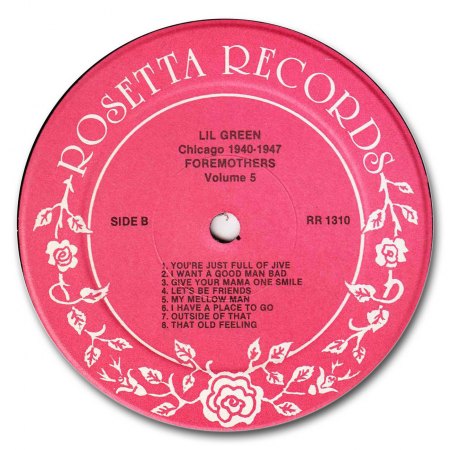 ROSETTA RECORDS
LIL GREEN
Chicago 1940-1947
FOREMOTHERS
Volume 5
SIDE B
RR 1310
1. YOU'RE JUST FULL OF JIVE
2. I WANT A GOOD MAN BAD
3. GIVE YOUR MAMA ONE SMILE
4. LET'S BE FRIENDS
5. MY MELLOW MAN
6. I HAVE A PLACE TO GO
7. OUTSIDE OF THAT
8. THAT OLD FEELING